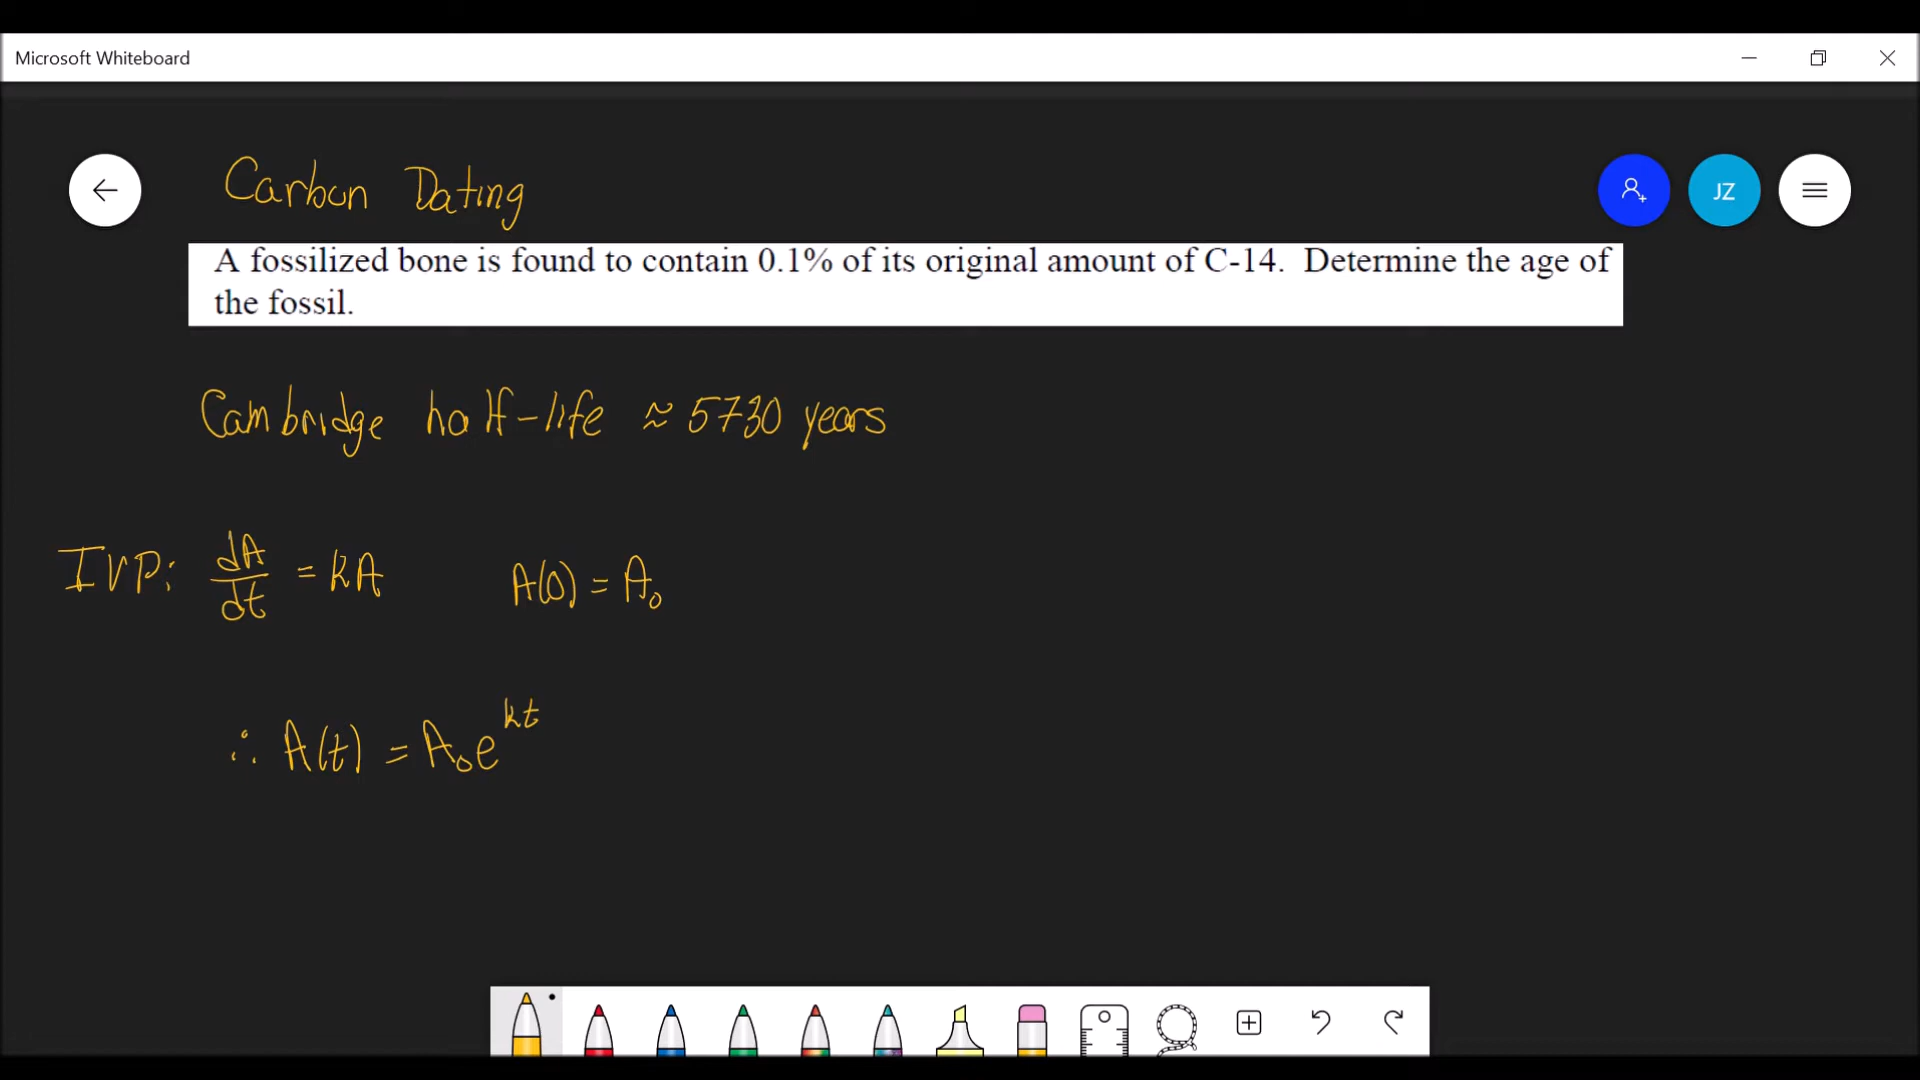 Microsoft Whiteboard
Carbon Dating
JZ
A fossilized bone is found to contain 0.1% of its original amount of C-14. Determine the age of
the fossil.
Cambridge half-life ≈ 5730 years
IVP: dA/dt = kA A(0) = A₀
∴ A(t) = A₀e^kt